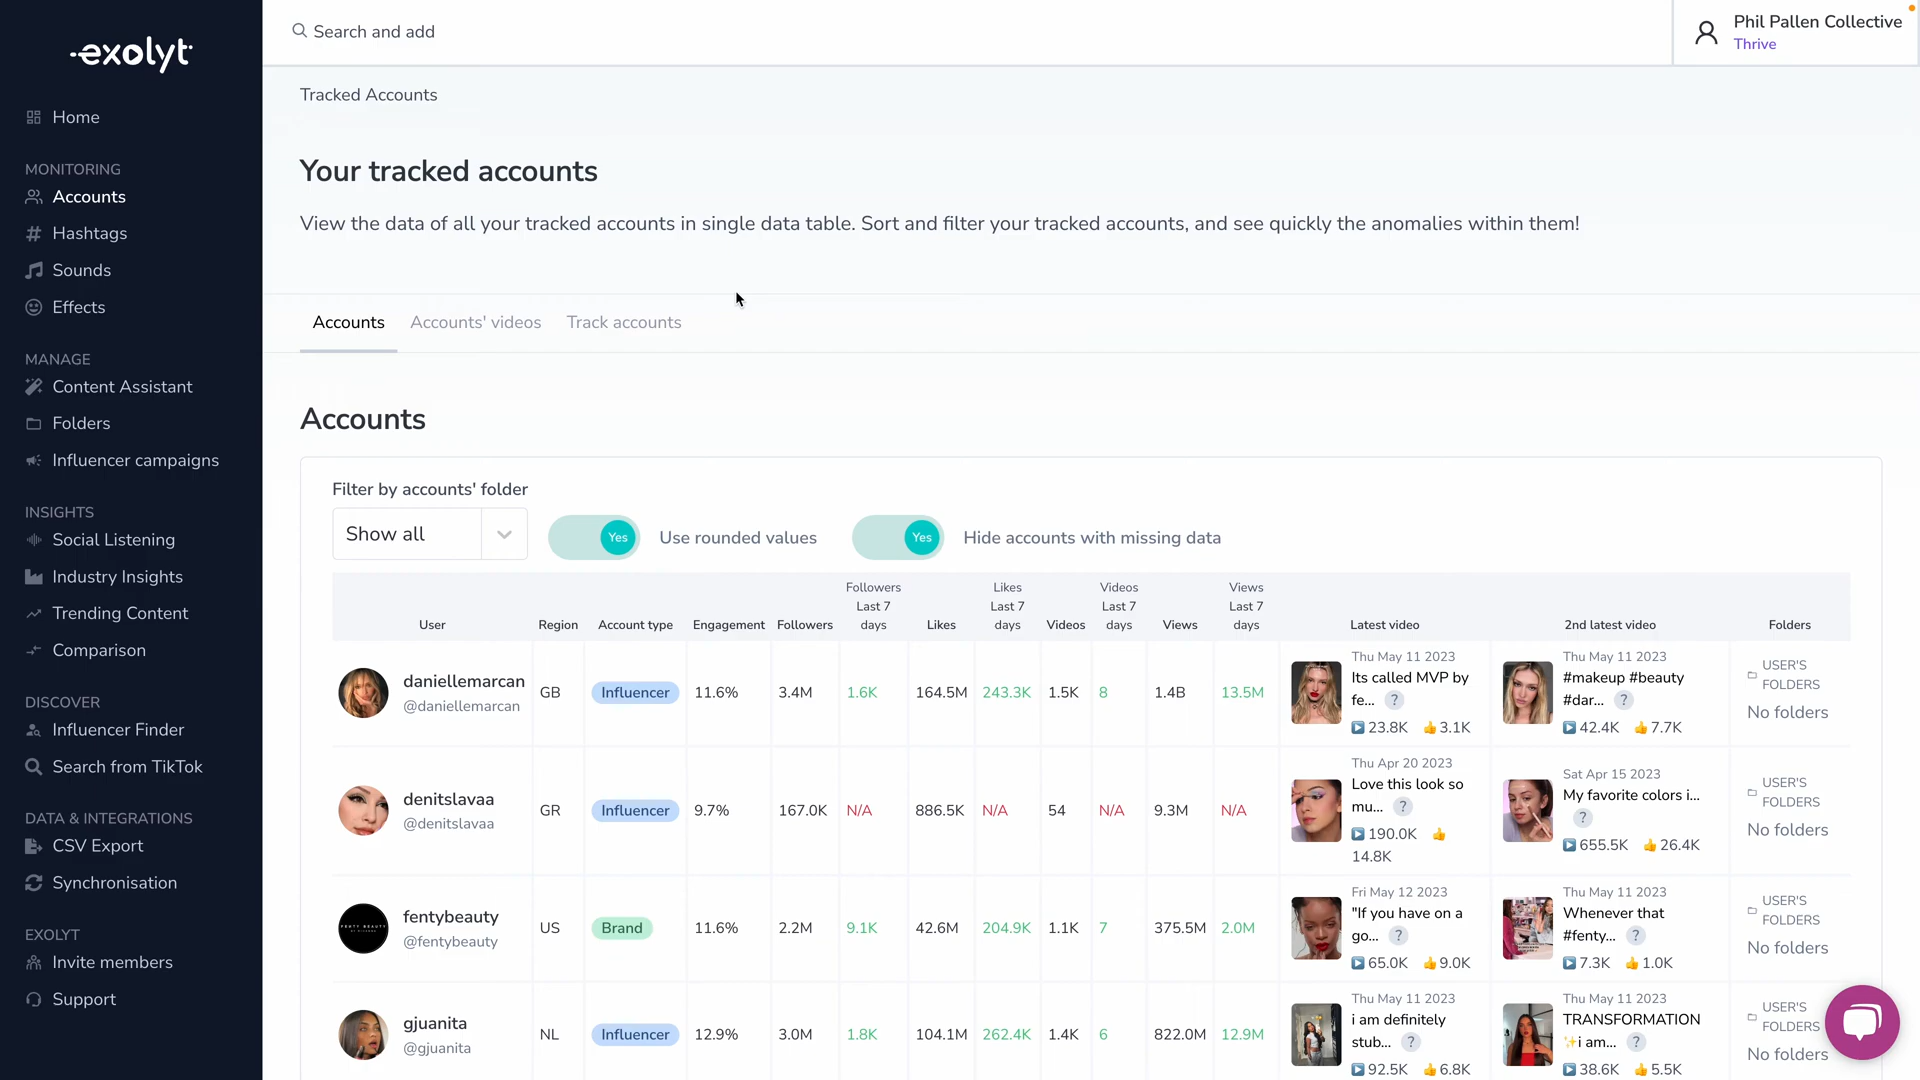 exolyt
Search and add
Phil Pallen Collective
Thrive
Home
MONITORING
Accounts
Hashtags
Sounds
Effects
MANAGE
Content Assistant
Folders
Influencer campaigns
INSIGHTS
Social Listening
Industry Insights
Trending Content
Comparison
DISCOVER
Influencer Finder
Search from TikTok
DATA & INTEGRATIONS
CSV Export
Synchronisation
EXOLYT
Invite members
Support
Tracked Accounts
Your tracked accounts
View the data of all your tracked accounts in single data table. Sort and filter your tracked accounts, and see quickly the anomalies within them!
Accounts Accounts' videos Track accounts
Accounts
Filter by accounts' folder
Show all Yes Use rounded values Yes Hide accounts with missing data
User Region Account type Engagement Followers Followers Last 7 days Likes Likes Last 7 days Videos Videos Last 7 days Views Views Last 7 days Latest video 2nd latest video Folders
daniellemarcan
@daniellemarcan
GB Influencer 11.6% 3.4M 1.6K 164.5M 243.3K 1.5K 8 1.4B 13.5M
Thu May 11 2023
Its called MVP by
fe... ?
23.8K 3.1K
Thu May 11 2023
#makeup #beauty
#dar... ?
42.4K 7.7K
USER'S
FOLDERS
No folders
denitslavaa
@denitslavaa
GR Influencer 9.7% 167.0K N/A 886.5K N/A 54 N/A 9.3M N/A
Thu Apr 20 2023
Love this look so
mu... ?
190.0K
14.8K
Sat Apr 15 2023
My favorite colors i...
?
655.5K 26.4K
USER'S
FOLDERS
No folders
FENTY BEAUTY
fentybeauty
@fentybeauty
US Brand 11.6% 2.2M 9.1K 42.6M 204.9K 1.1K 7 375.5M 2.0M
Fri May 12 2023
"If you have on a
go... ?
65.0K 9.0K
Thu May 11 2023
Whenever that
#fenty... ?
7.3K 1.0K
USER'S
FOLDERS
No folders
gjuanita
@gjuanita
NL Influencer 12.9% 3.0M 1.8K 104.1M 262.4K 1.4K 6 822.0M 12.9M
Thu May 11 2023
i am definitely
stub... ?
92.5K 6.8K
Thu May 11 2023
TRANSFORMATION
✨i am... ?
38.6K 5.5K
USER'S
FOLDERS
No folders